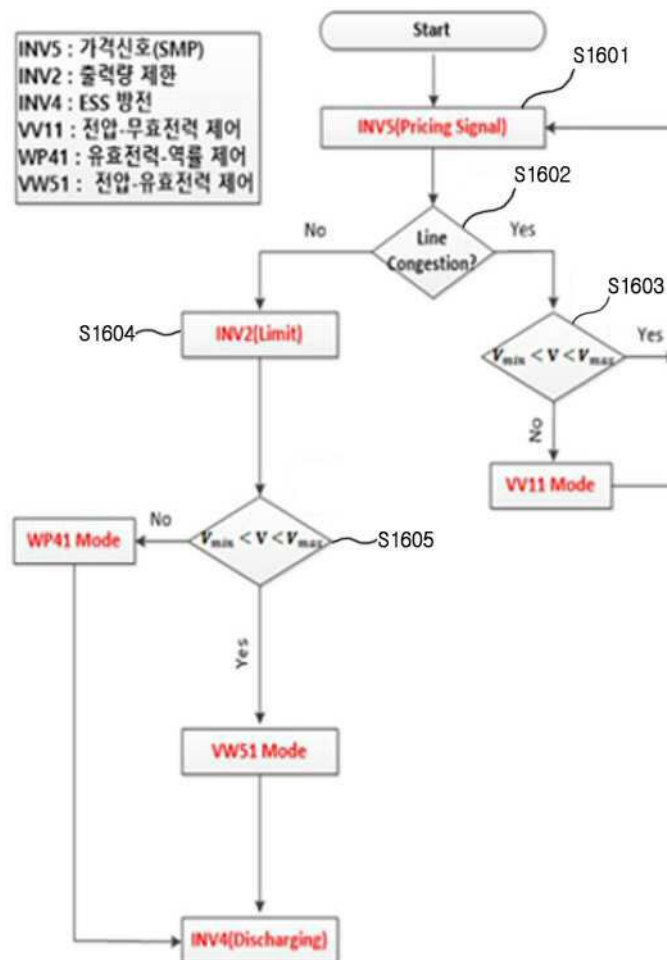 INV5 : 가격신호(SMP)
INV2 : 출력량 제한
INV4 : ESS 방전
VV11 : 전압-무효전력 제어
WP41 : 유효전력-역률 제어
VW51 : 전압-유효전력 제어
Start
S1601
INV5(Pricing Signal)
S1602
No
Line
Congestion?
Yes
S1603
S1604
INV2(Limit)
Vmin < V < Vmax
Yes
No
VV11 Mode
WP41 Mode
No
Vmin < V < Vmax
S1605
Yes
VW51 Mode
INV4(Discharging)